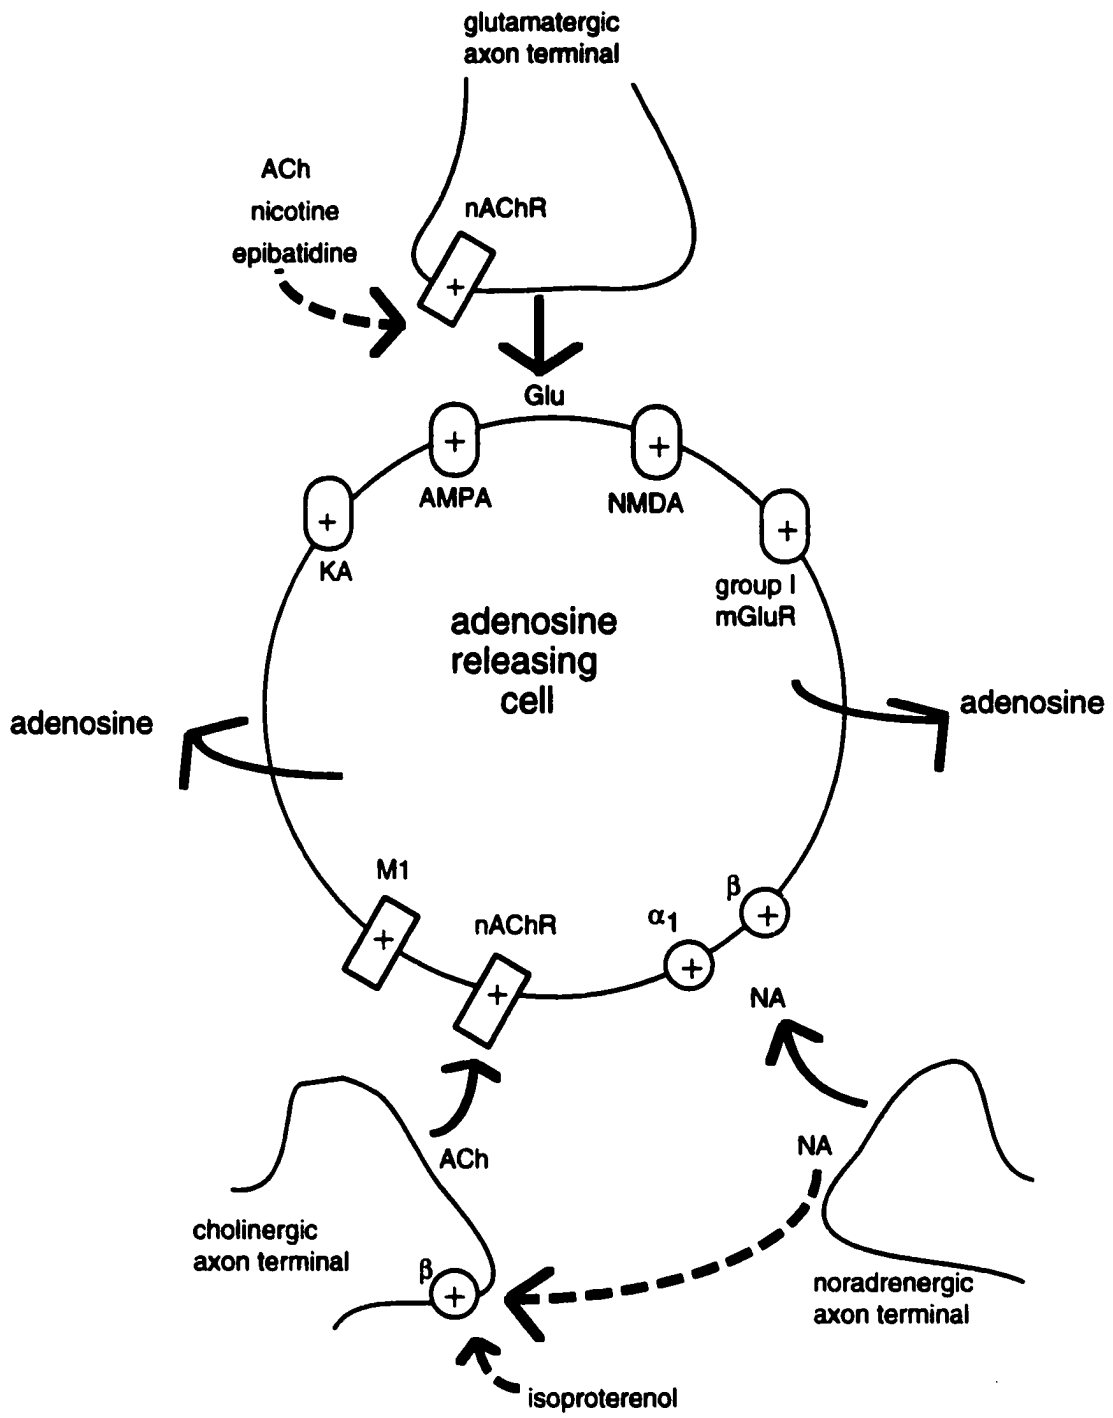 glutamatergic
axon terminal
ACh
nicotine
epibatidine
nAChR
+
Glu
+
AMPA
+
NMDA
+
KA
+
group I
mGluR
adenosine
releasing
cell
adenosine
adenosine
M1
+
nAChR
+
α1
+
β
+
NA
ACh
NA
cholinergic
axon terminal
β
+
noradrenergic
axon terminal
isoproterenol